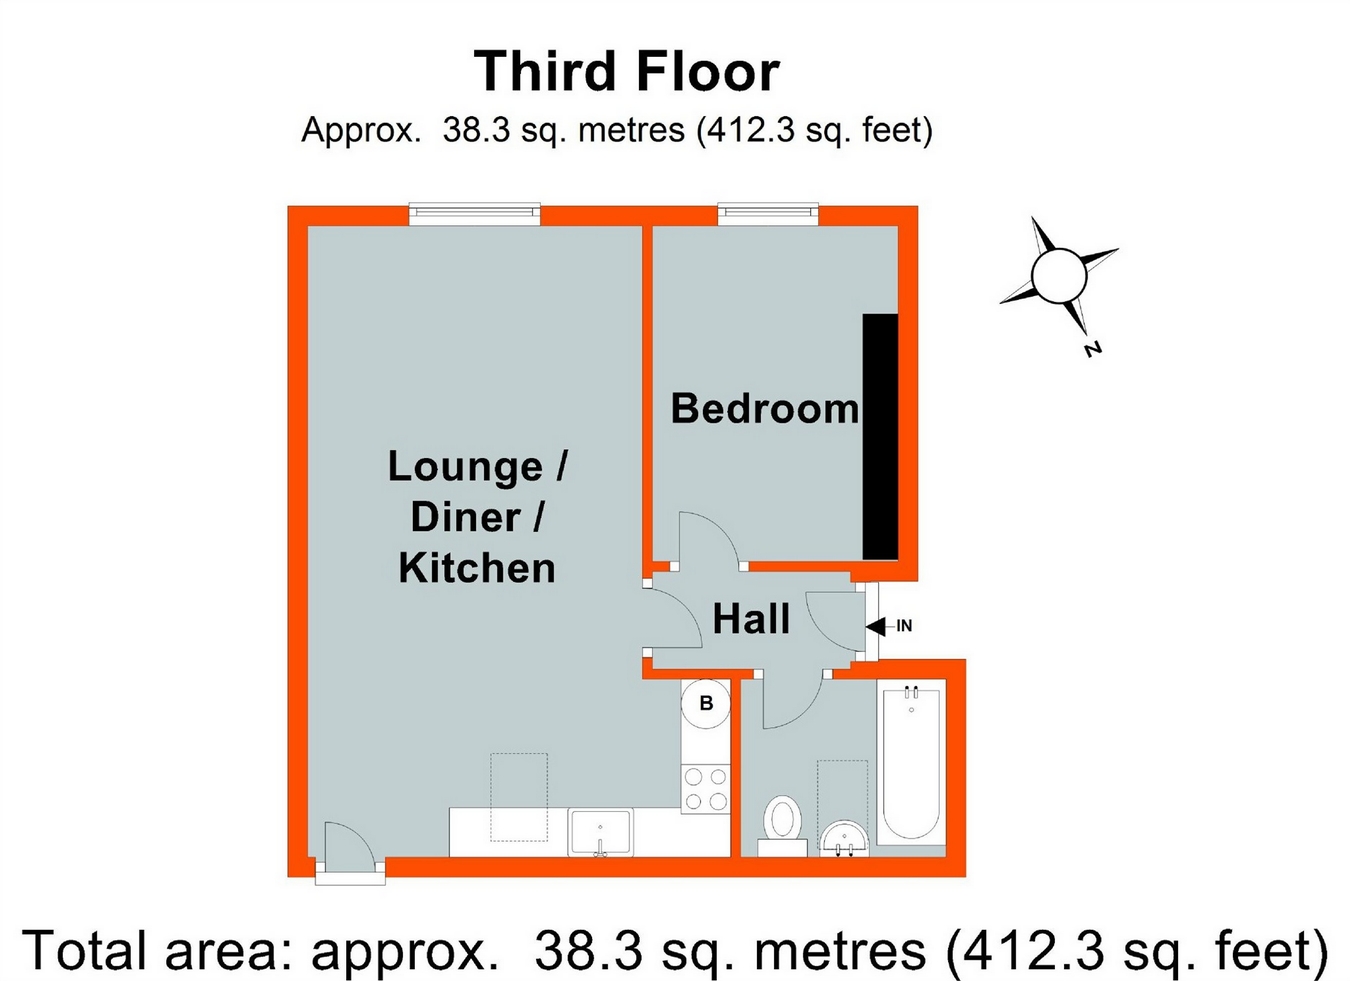 Third Floor
Approx. 38.3 sq. metres (412.3 sq. feet)
N
Bedroom
Lounge /
Diner /
Kitchen
Hall
IN
B
Total area: approx. 38.3 sq. metres (412.3 sq. feet)